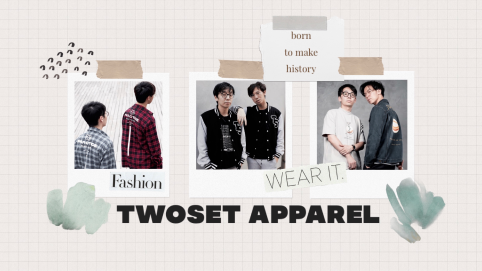 born
to make
history
Fashion
WEAR IT.
TWOSET APPAREL